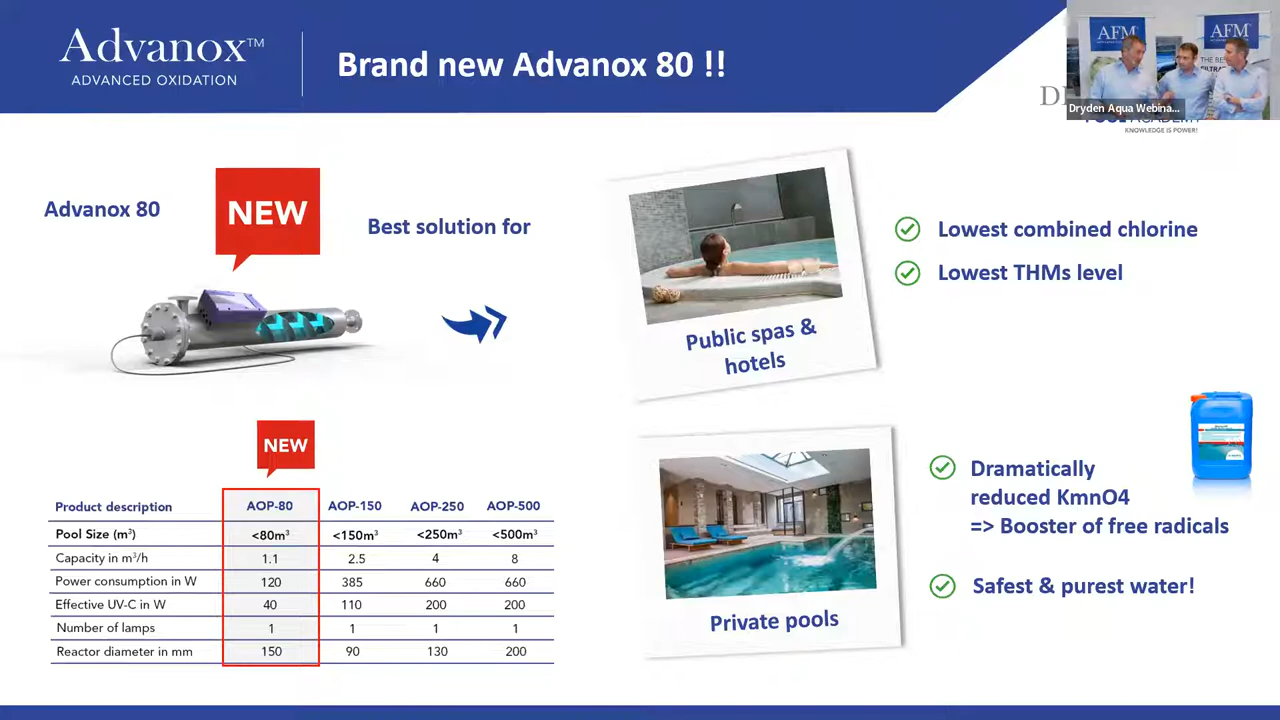 Advanox™
ADVANCED OXIDATION
Brand new Advanox 80 !!
AFM
AFM
THE BE
Dryden Aqua Webina...
KNOWLEDGE IS POWER!
Advanox 80
NEW
Best solution for
Public spas &
hotels
Lowest combined chlorine
Lowest THMs level
NEW
Product description AOP-80 AOP-150 AOP-250 AOP-500
Pool Size (m³) <80m³ <150m³ <250m³ <500m³
Capacity in m³/h 1.1 2.5 4 8
Power consumption in W 120 385 660 660
Effective UV-C in W 40 110 200 200
Number of lamps 1 1 1 1
Reactor diameter in mm 150 90 130 200
Private pools
Dramatically
reduced KmnO4
=> Booster of free radicals
Safest & purest water!